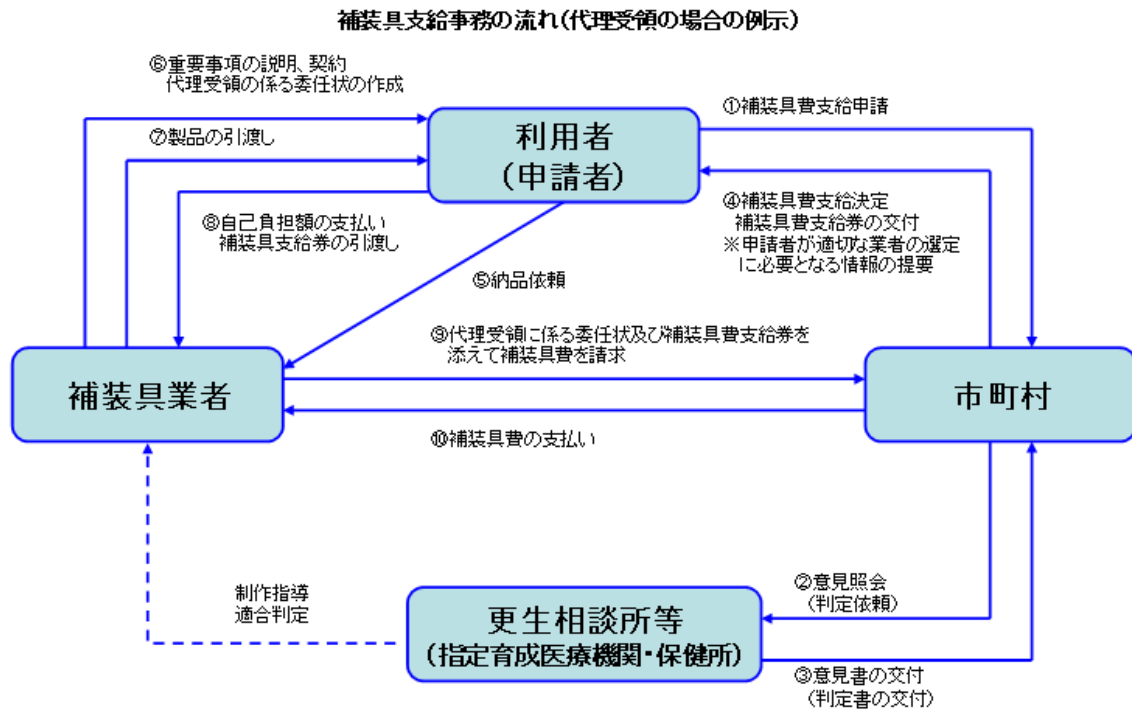 補装具支給事務の流れ(代理受領の場合の例示)
⑥重要事項の説明、契約
代理受領の係る委任状の作成
①補装具費支給申請
⑦製品の引渡し
利用者
(申請者)
④補装具費支給決定
補装具費支給券の交付
※申請者が適切な業者の選定
に必要となる情報の提要
⑧自己負担額の支払い
補装具支給券の引渡し
⑤納品依頼
⑨代理受領に係る委任状及び補装具費支給券を
添えて補装具費を請求
補装具業者
市町村
⑩補装具費の支払い
制作指導
適合判定
②意見照会
(判定依頼)
更生相談所等
(指定育成医療機関・保健所)
③意見書の交付
(判定書の交付)